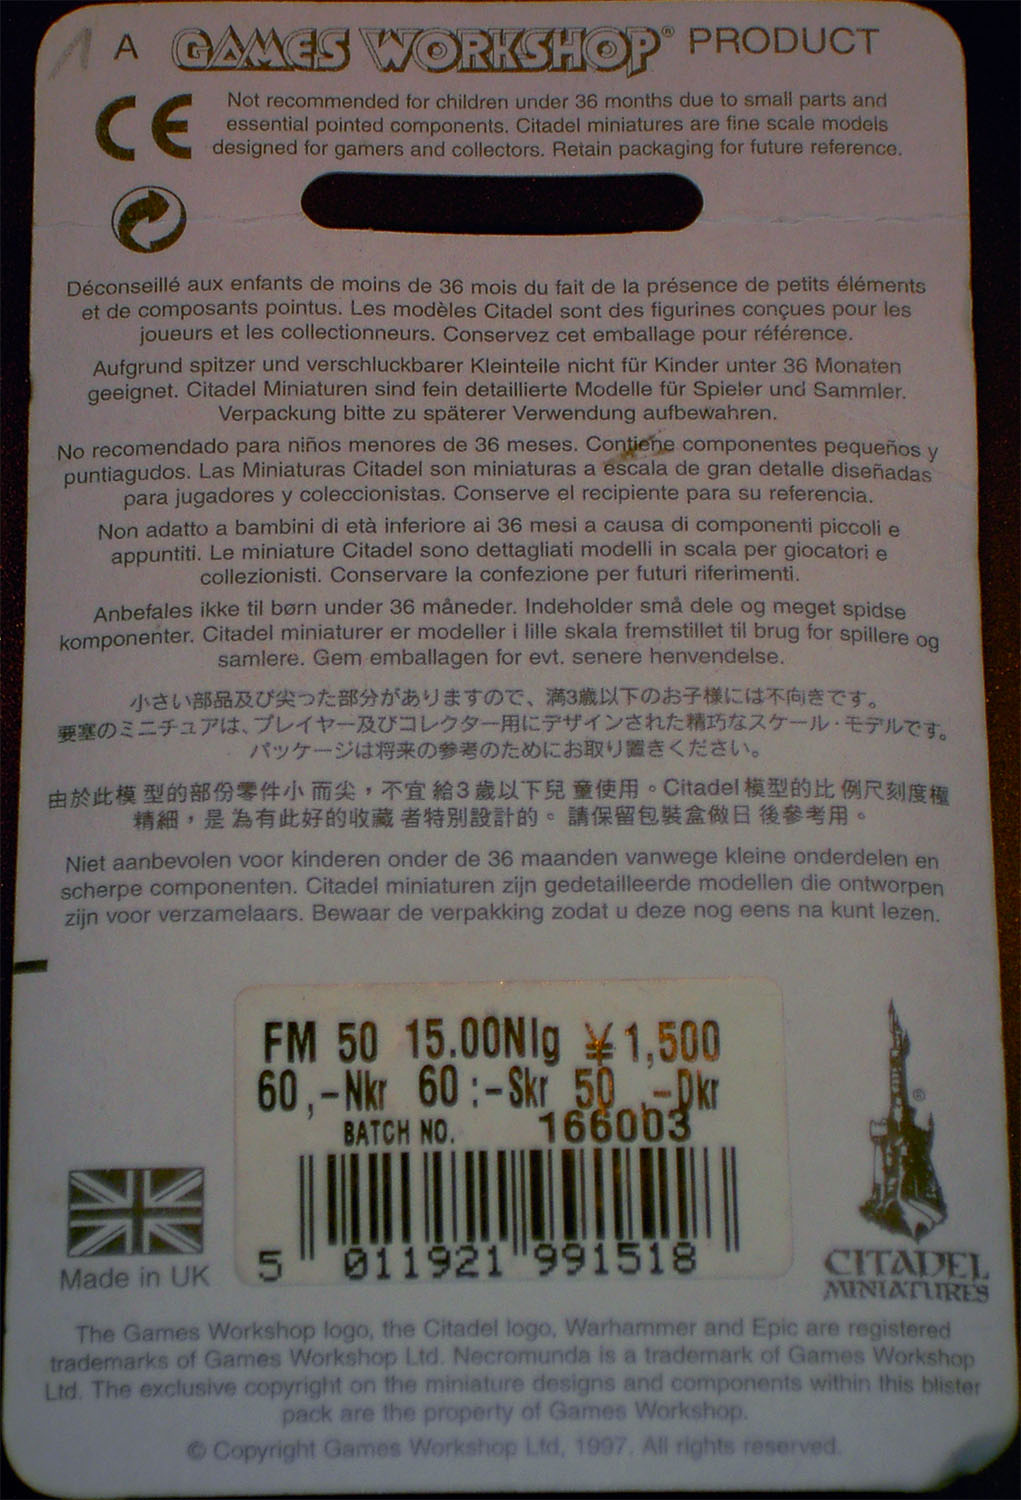 A GAMES WORKSHOP® PRODUCT
CE
Not recommended for children under 36 months due to small parts and
essential pointed components. Citadel miniatures are fine scale models
designed for gamers and collectors. Retain packaging for future reference.
Déconseillé aux enfants de moins de 36 mois du fait de la présence de petits éléments
et de composants pointus. Les modèles Citadel sont des figurines conçues pour les
joueurs et les collectionneurs. Conservez cet emballage pour référence.
Aufgrund spitzer und verschluckbarer Kleinteile nicht für Kinder unter 36 Monaten
geeignet. Citadel Miniaturen sind fein detaillierte Modelle für Spieler und Sammler.
Verpackung bitte zu späterer Verwendung aufbewahren.
No recomendado para niños menores de 36 meses. Contiene componentes pequeños y
puntiagudos. Las Miniaturas Citadel son miniaturas a escala de gran detalle diseñadas
para jugadores y coleccionistas. Conserve el recipiente para su referencia.
Non adatto a bambini di età inferiore ai 36 mesi a causa di componenti piccoli e
appuntiti. Le miniature Citadel sono dettagliati modelli in scala per giocatori e
collezionisti. Conservare la confezione per futuri riferimenti.
Anbefales ikke til børn under 36 måneder. Indeholder små dele og meget spidse
komponenter. Citadel miniaturer er modeller i lille skala fremstillet til brug for spillere og
samlere. Gem emballagen for evt. senere henvendelse.
小さい部品及び尖った部分がありますので、満3歳以下のお子様には不向きです。
要塞のミニチュアは、プレイヤー及びコレクター用にデザインされた精巧なスケール・モデルです。
パッケージは将来の参考のためにお取り置きください。
由於此模 型的部份零件小 而尖，不宜 給3 歲以下兒 童使用。Citadel 模型的比 例尺刻度極
精細，是 為有此好的收藏 者特別設計的。 請保留包裝盒做日 後參考用。
Niet aanbevolen voor kinderen onder de 36 maanden vanwege kleine onderdelen en
scherpe componenten. Citadel miniaturen zijn gedetailleerde modellen die ontworpen
zijn voor verzamelaars. Bewaar de verpakking zodat u deze nog eens na kunt lezen.
FM 50 15.00Nlg ¥1,500
60,-Nkr 60:-Skr 50,-Dkr
BATCH NO. 166003
5 011921 991518
Made in UK
®
CITADEL
MINIATURES
The Games Workshop logo, the Citadel logo, Warhammer and Epic are registered
trademarks of Games Workshop Ltd. Necromunda is a trademark of Games Workshop
Ltd. The exclusive copyright on the miniature designs and components within this blister
pack are the property of Games Workshop.
© Copyright Games Workshop Ltd, 1997. All rights reserved.